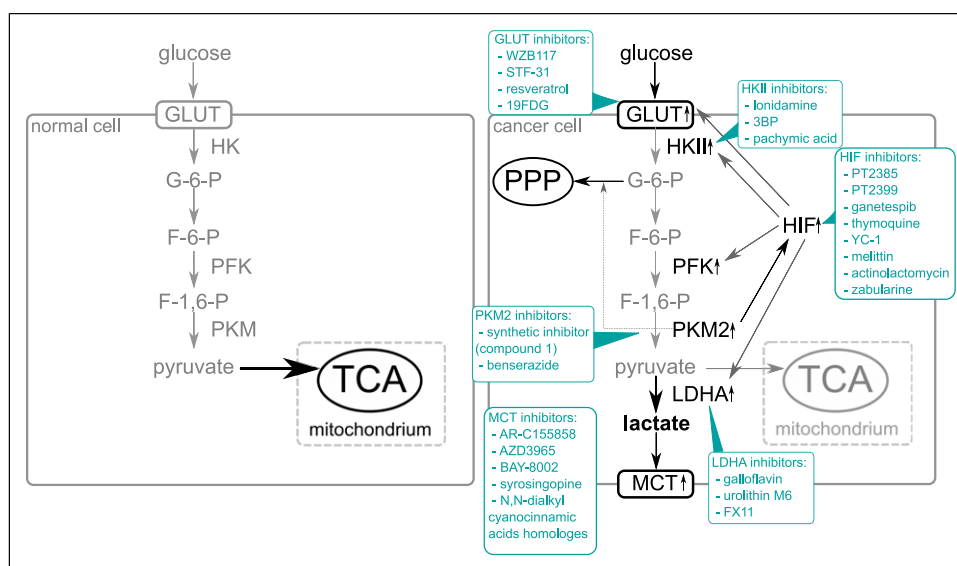 glucose
GLUT
normal cell
HK
G-6-P
F-6-P
PFK
F-1,6-P
PKM
pyruvate
TCA
mitochondrium
GLUT inhibitors:
- WZB117
- STF-31
- resveratrol
- 19FDG
glucose
GLUT
cancer cell
HKII
HKII inhibitors:
- lonidamine
- 3BP
- pachymic acid
PPP
G-6-P
HIF inhibitors:
- PT2385
- PT2399
- ganetespib
- thymoquine
- YC-1
- melittin
- actinolactomycin
- zabularine
HIF
F-6-P
PFK
F-1,6-P
PKM2
PKM2 inhibitors:
- synthetic inhibitor
(compound 1)
- benserazide
pyruvate
TCA
mitochondrium
LDHA
lactate
MCT inhibitors:
- AR-C155858
- AZD3965
- BAY-8002
- syrosingopine
- N,N-dialkyl
cyanocinnamic
acids homologes
MCT
LDHA inhibitors:
- galloflavin
- urolithin M6
- FX11